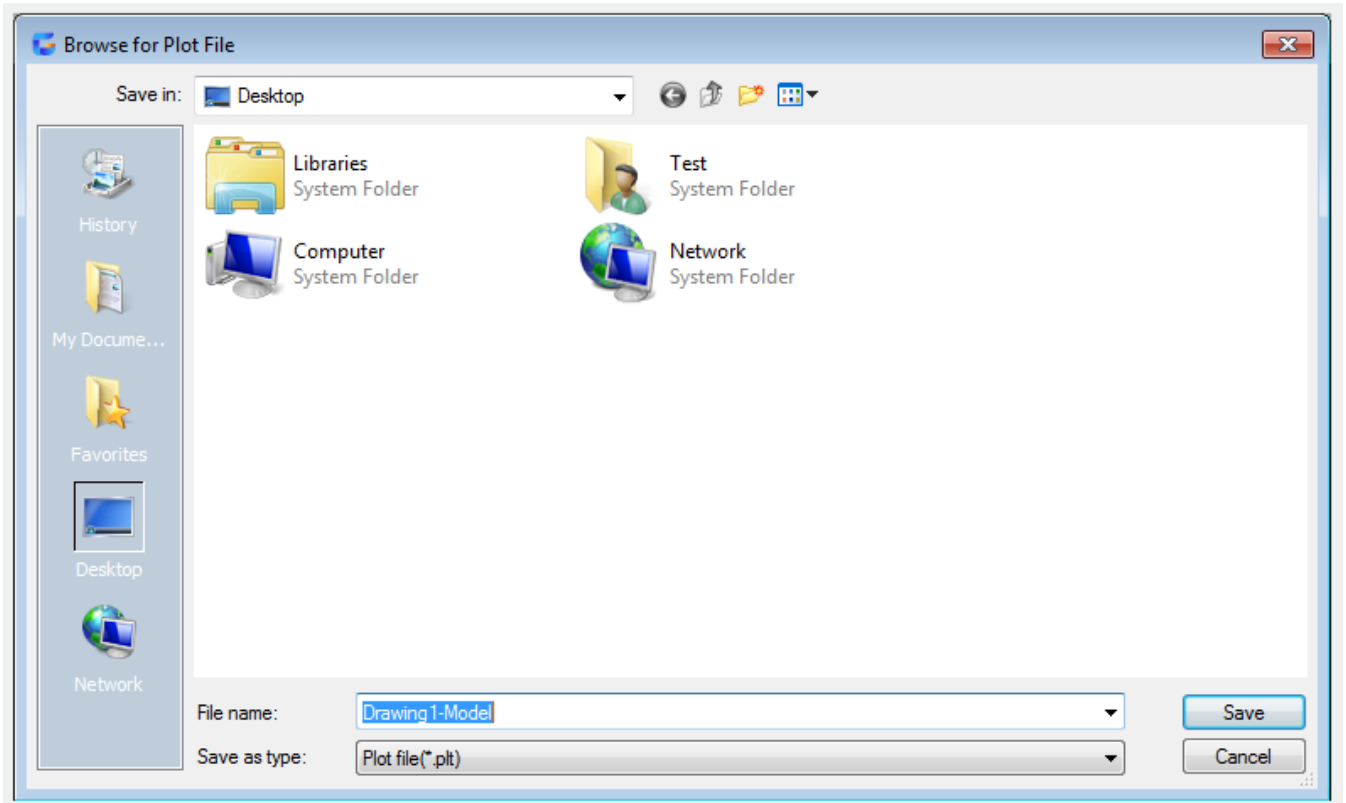 Browse for Plot File
Save in: Desktop
History
My Docume...
Favorites
Desktop
Network
Libraries
System Folder
Test
System Folder
Computer
System Folder
Network
System Folder
File name: Drawing1-Model Save
Save as type: Plot file(*.plt) Cancel